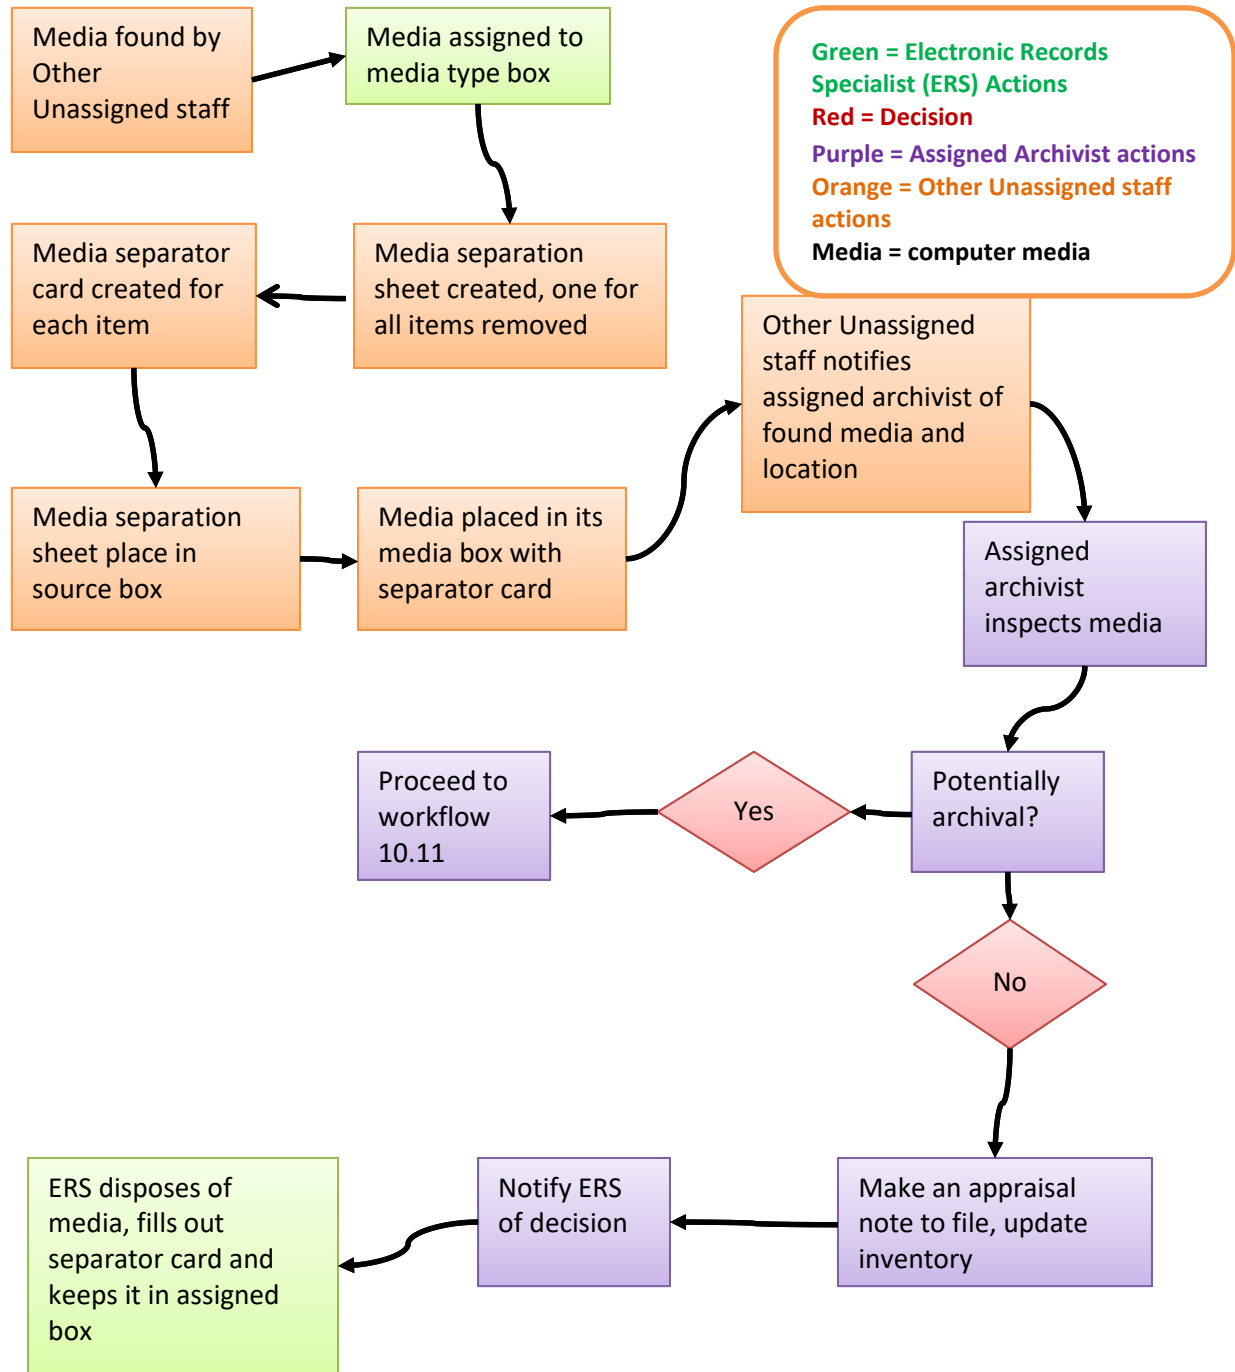 Media found by
Other
Unassigned staff
Media assigned to
media type box
Green = Electronic Records
Specialist (ERS) Actions
Red = Decision
Purple = Assigned Archivist actions
Orange = Other Unassigned staff
actions
Media = computer media
Media separation
sheet created, one for
all items removed
Media separator
card created for
each item
Media separation
sheet place in
source box
Media placed in its
media box with
separator card
Other Unassigned
staff notifies
assigned archivist of
found media and
location
Assigned
archivist
inspects media
Potentially
archival?
Yes
Proceed to
workflow
10.11
No
Make an appraisal
note to file, update
inventory
Notify ERS
of decision
ERS disposes of
media, fills out
separator card and
keeps it in assigned
box